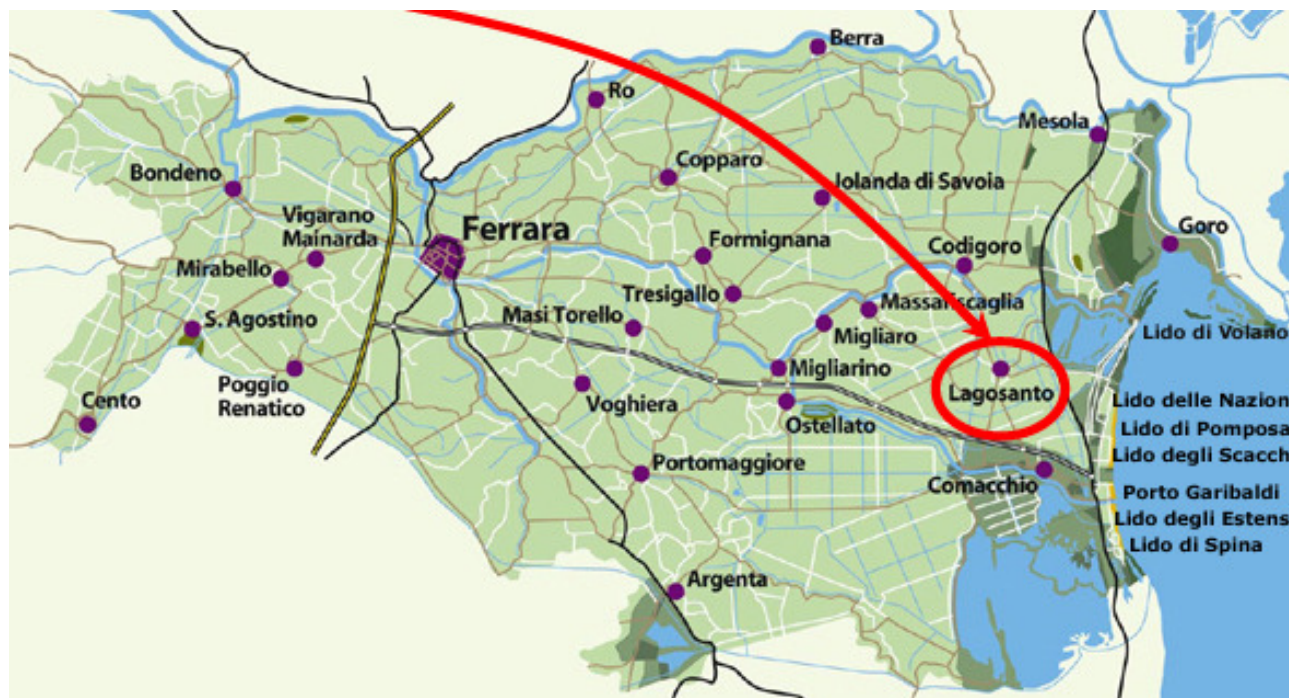 Berra
Ro
Mesola
Copparo
Bondeno
Jolanda di Savoia
Vigarano
Mainarda
Ferrara
Goro
Formignana
Codigoro
Mirabello
Tresigallo
Massafiscaglia
S. Agostino
Masi Torello
Migliaro
Lido di Volano
Migliarino
Poggio
Renatico
Lagosanto
Cento
Voghiera
Lido delle Nazion
Ostellato
Lido di Pomposa
Lido degli Scacch
Portomaggiore
Comacchio
Porto Garibaldi
Lido degli Estens
Lido di Spina
Argenta